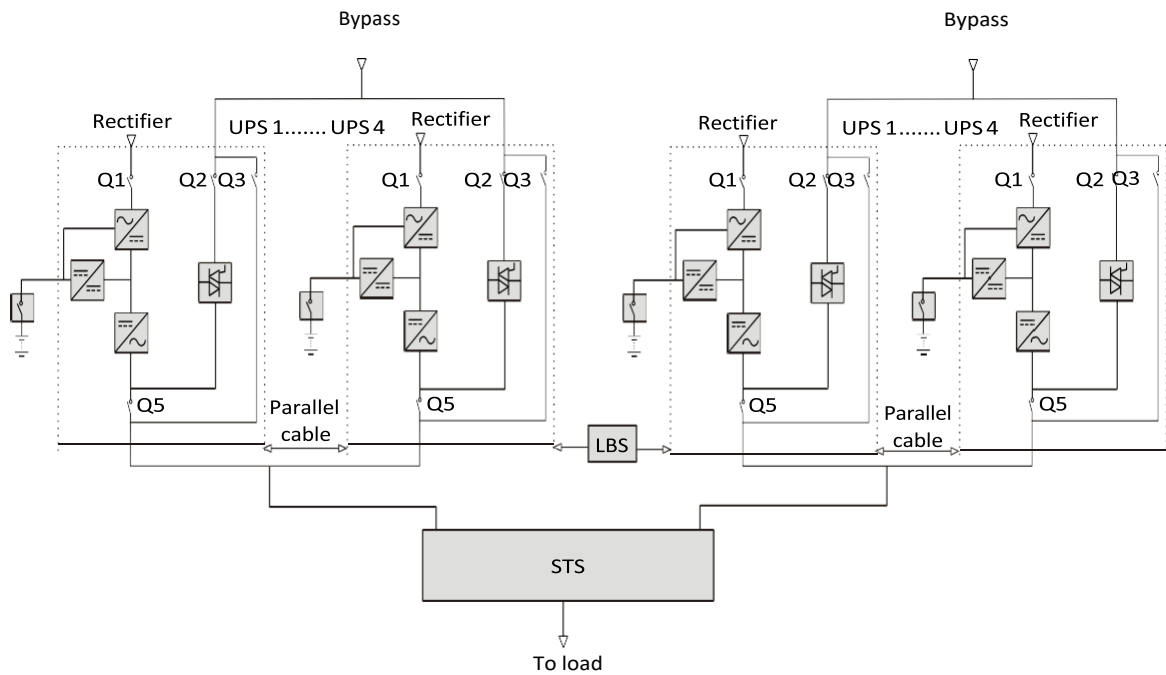 Bypass
Bypass
Rectifier
UPS 1....... UPS 4
Rectifier
Rectifier
UPS 1....... UPS 4
Rectifier
Q1
Q2
Q3
Q1
Q2
Q3
Q1
Q2
Q3
Q1
Q2
Q3
Q5
Parallel
cable
Q5
LBS
Q5
Parallel
cable
Q5
STS
To load